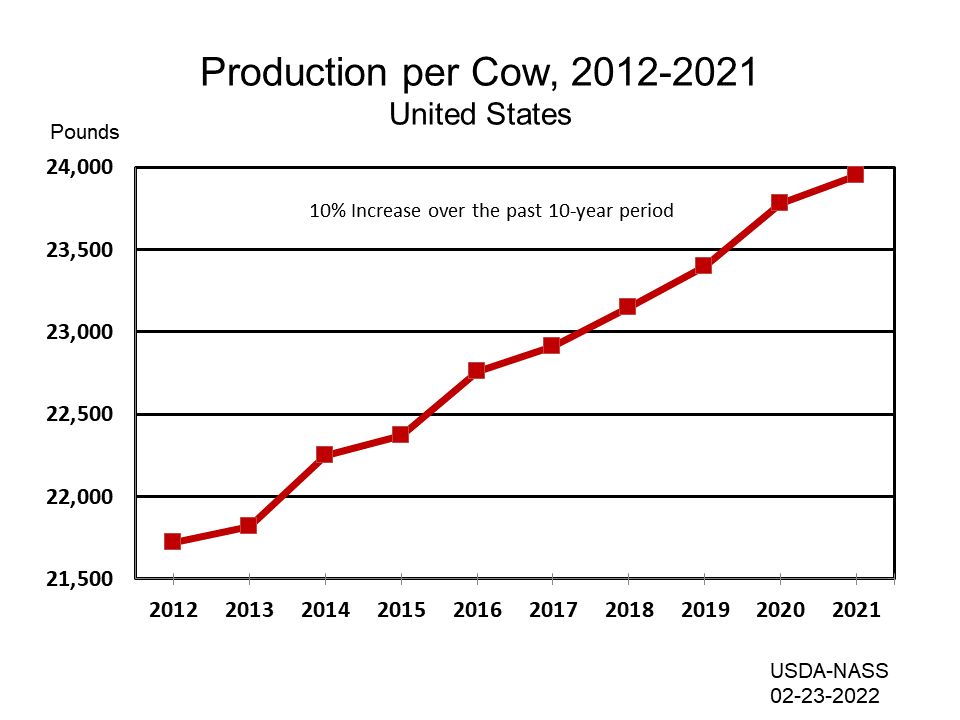 Production per Cow, 2012-2021
United States
Pounds
24,000
10% Increase over the past 10-year period
23,500
23,000
22,500
22,000
21,500
2012 2013 2014 2015 2016 2017 2018 2019 2020 2021
USDA-NASS
02-23-2022